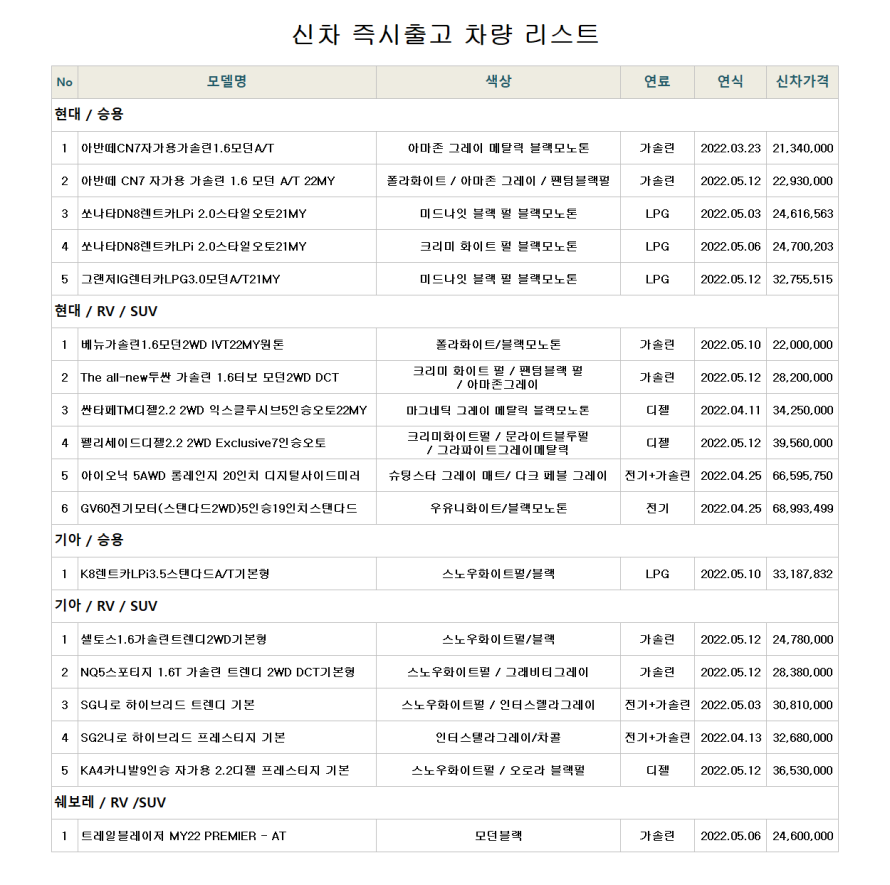 신차 즉시출고 차량 리스트
No 모델명 색상 연료 연식 신차가격
현대 / 승용
1 아반떼CN7자가용가솔린1.6모던A/T 아마존 그레이 메탈릭 블랙모노톤 가솔린 2022.03.23 21,340,000
2 아반떼 CN7 자가용 가솔린 1.6 모던 A/T 22MY 폴라화이트 / 아마존 그레이 / 팬텀블랙펄 가솔린 2022.05.12 22,930,000
3 쏘나타DN8렌트카LPi 2.0스타일오토21MY 미드나잇 블랙 펄 블랙모노톤 LPG 2022.05.03 24,616,563
4 쏘나타DN8렌트카LPi 2.0스타일오토21MY 크리미 화이트 펄 블랙모노톤 LPG 2022.05.06 24,700,203
5 그랜저IG렌터카LPG3.0모던A/T21MY 미드나잇 블랙 펄 블랙모노톤 LPG 2022.05.12 32,755,515
현대 / RV / SUV
1 베뉴가솔린1.6모던2WD IVT22MY원톤 폴라화이트/블랙모노톤 가솔린 2022.05.10 22,000,000
2 The all-new투싼 가솔린 1.6터보 모던2WD DCT 크리미 화이트 펄 / 팬텀블랙 펄
/ 아마존그레이 가솔린 2022.05.12 28,200,000
3 싼타페TM디젤2.2 2WD 익스클루시브5인승오토22MY 마그네틱 그레이 메탈릭 블랙모노톤 디젤 2022.04.11 34,250,000
4 팰리세이드디젤2.2 2WD Exclusive7인승오토 크리미화이트펄 / 문라이트블루펄
/ 그라파이트그레이메탈릭 디젤 2022.05.12 39,560,000
5 아이오닉 5AWD 롱레인지 20인치 디지털사이드미러 슈팅스타 그레이 매트/ 다크 페블 그레이 전기+가솔린 2022.04.25 66,595,750
6 GV60전기모터(스탠다드2WD)5인승19인치스탠다드 우유니화이트/블랙모노톤 전기 2022.04.25 68,993,499
기아 / 승용
1 K8렌트카LPi3.5스탠다드A/T기본형 스노우화이트펄/블랙 LPG 2022.05.10 33,187,832
기아 / RV / SUV
1 셀토스1.6가솔린트렌디2WD기본형 스노우화이트펄/블랙 가솔린 2022.05.12 24,780,000
2 NQ5스포티지 1.6T 가솔린 트렌디 2WD DCT기본형 스노우화이트펄 / 그래비티그레이 가솔린 2022.05.12 28,380,000
3 SG니로 하이브리드 트렌디 기본 스노우화이트펄 / 인터스텔라그레이 전기+가솔린 2022.05.03 30,810,000
4 SG2니로 하이브리드 프레스티지 기본 인터스텔라그레이/차콜 전기+가솔린 2022.04.13 32,680,000
5 KA4카니발9인승 자가용 2.2디젤 프레스티지 기본 스노우화이트펄 / 오로라 블랙펄 디젤 2022.05.12 36,530,000
쉐보레 / RV /SUV
1 트레일블레이저 MY22 PREMIER - AT 모던블랙 가솔린 2022.05.06 24,600,000